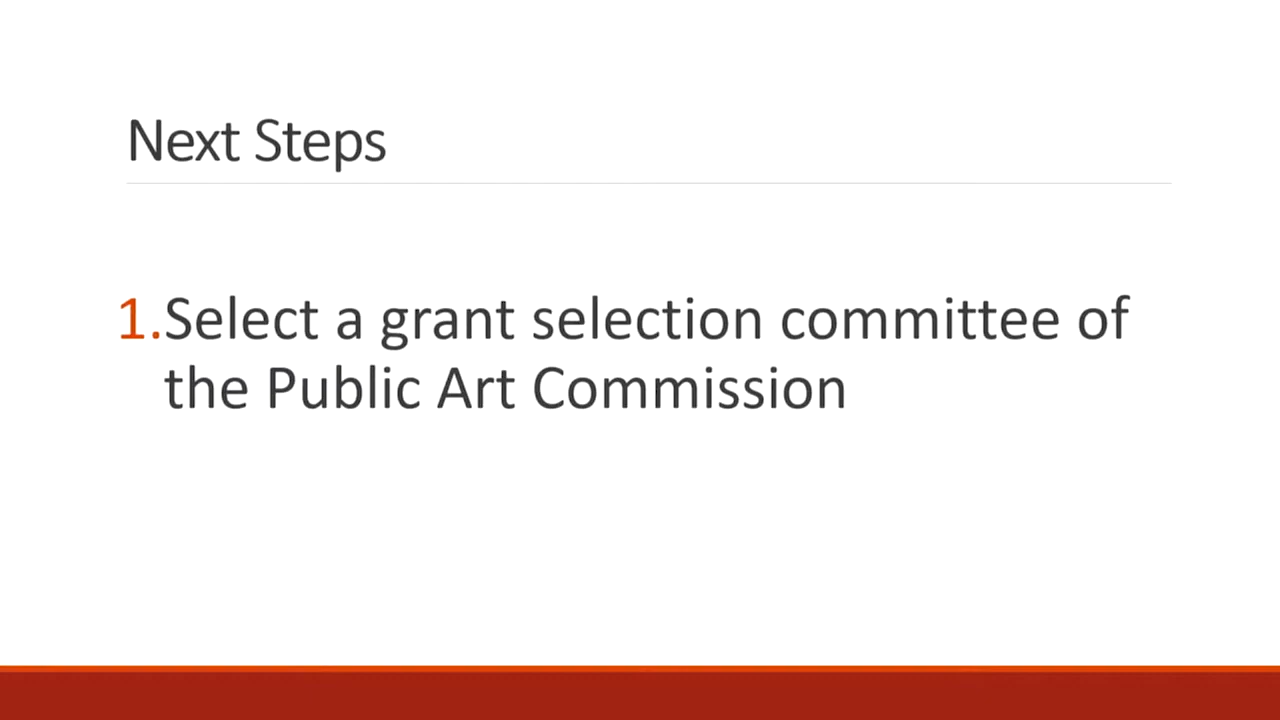 Next Steps
1.Select a grant selection committee of
the Public Art Commission